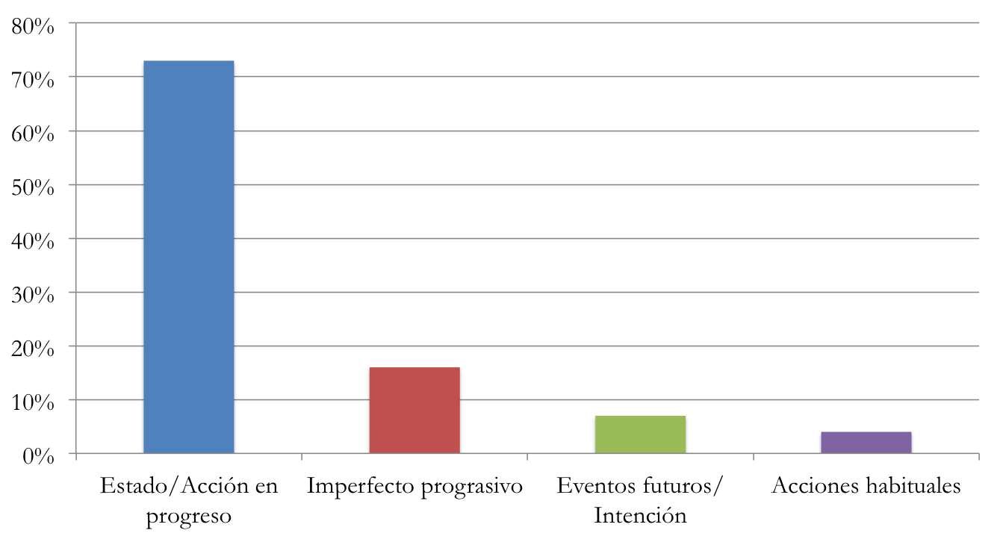 80%
70%
60%
50%
40%
30%
20%
10%
0%
Estado/Acción en
progreso
Imperfecto prograsivo
Eventos futuros/
Intención
Acciones habituales